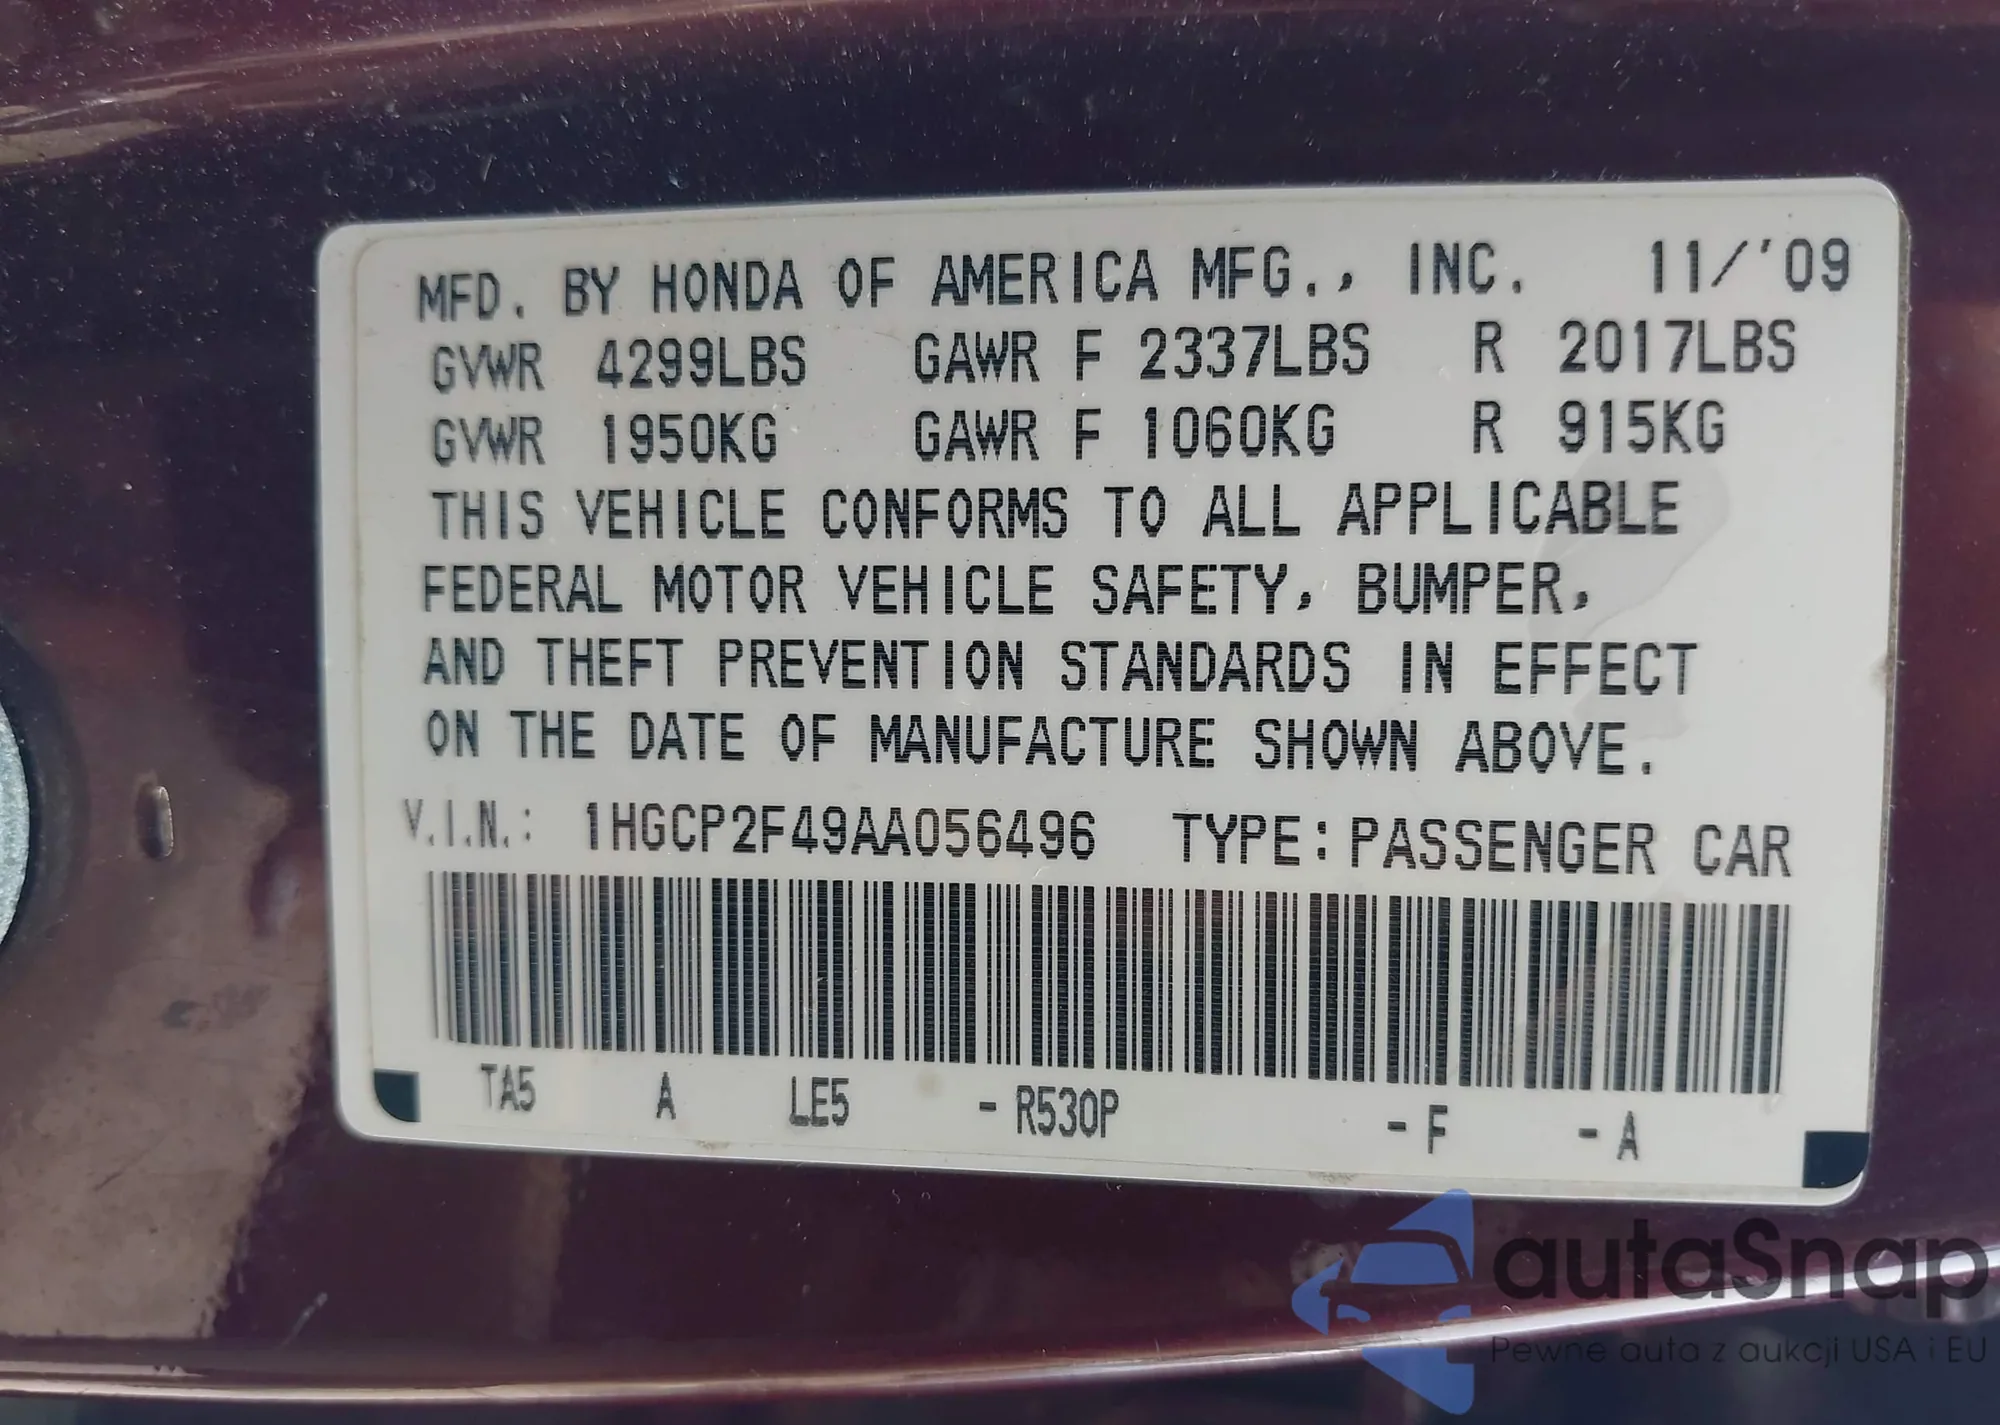 MFD. BY HONDA OF AMERICA MFG., INC. 11/'09
GVWR 4299LBS GAWR F 2337LBS R 2017LBS
GVWR 1950KG GAWR F 1060KG R 915KG
THIS VEHICLE CONFORMS TO ALL APPLICABLE
FEDERAL MOTOR VEHICLE SAFETY, BUMPER,
AND THEFT PREVENTION STANDARDS IN EFFECT
ON THE DATE OF MANUFACTURE SHOWN ABOVE.
V.I.N.: 1HGCP2F49AA056496 TYPE: PASSENGER CAR
TA5 A LE5 - R530P - F - A
autaSnap
Pewne auta z aukcji USA i EU